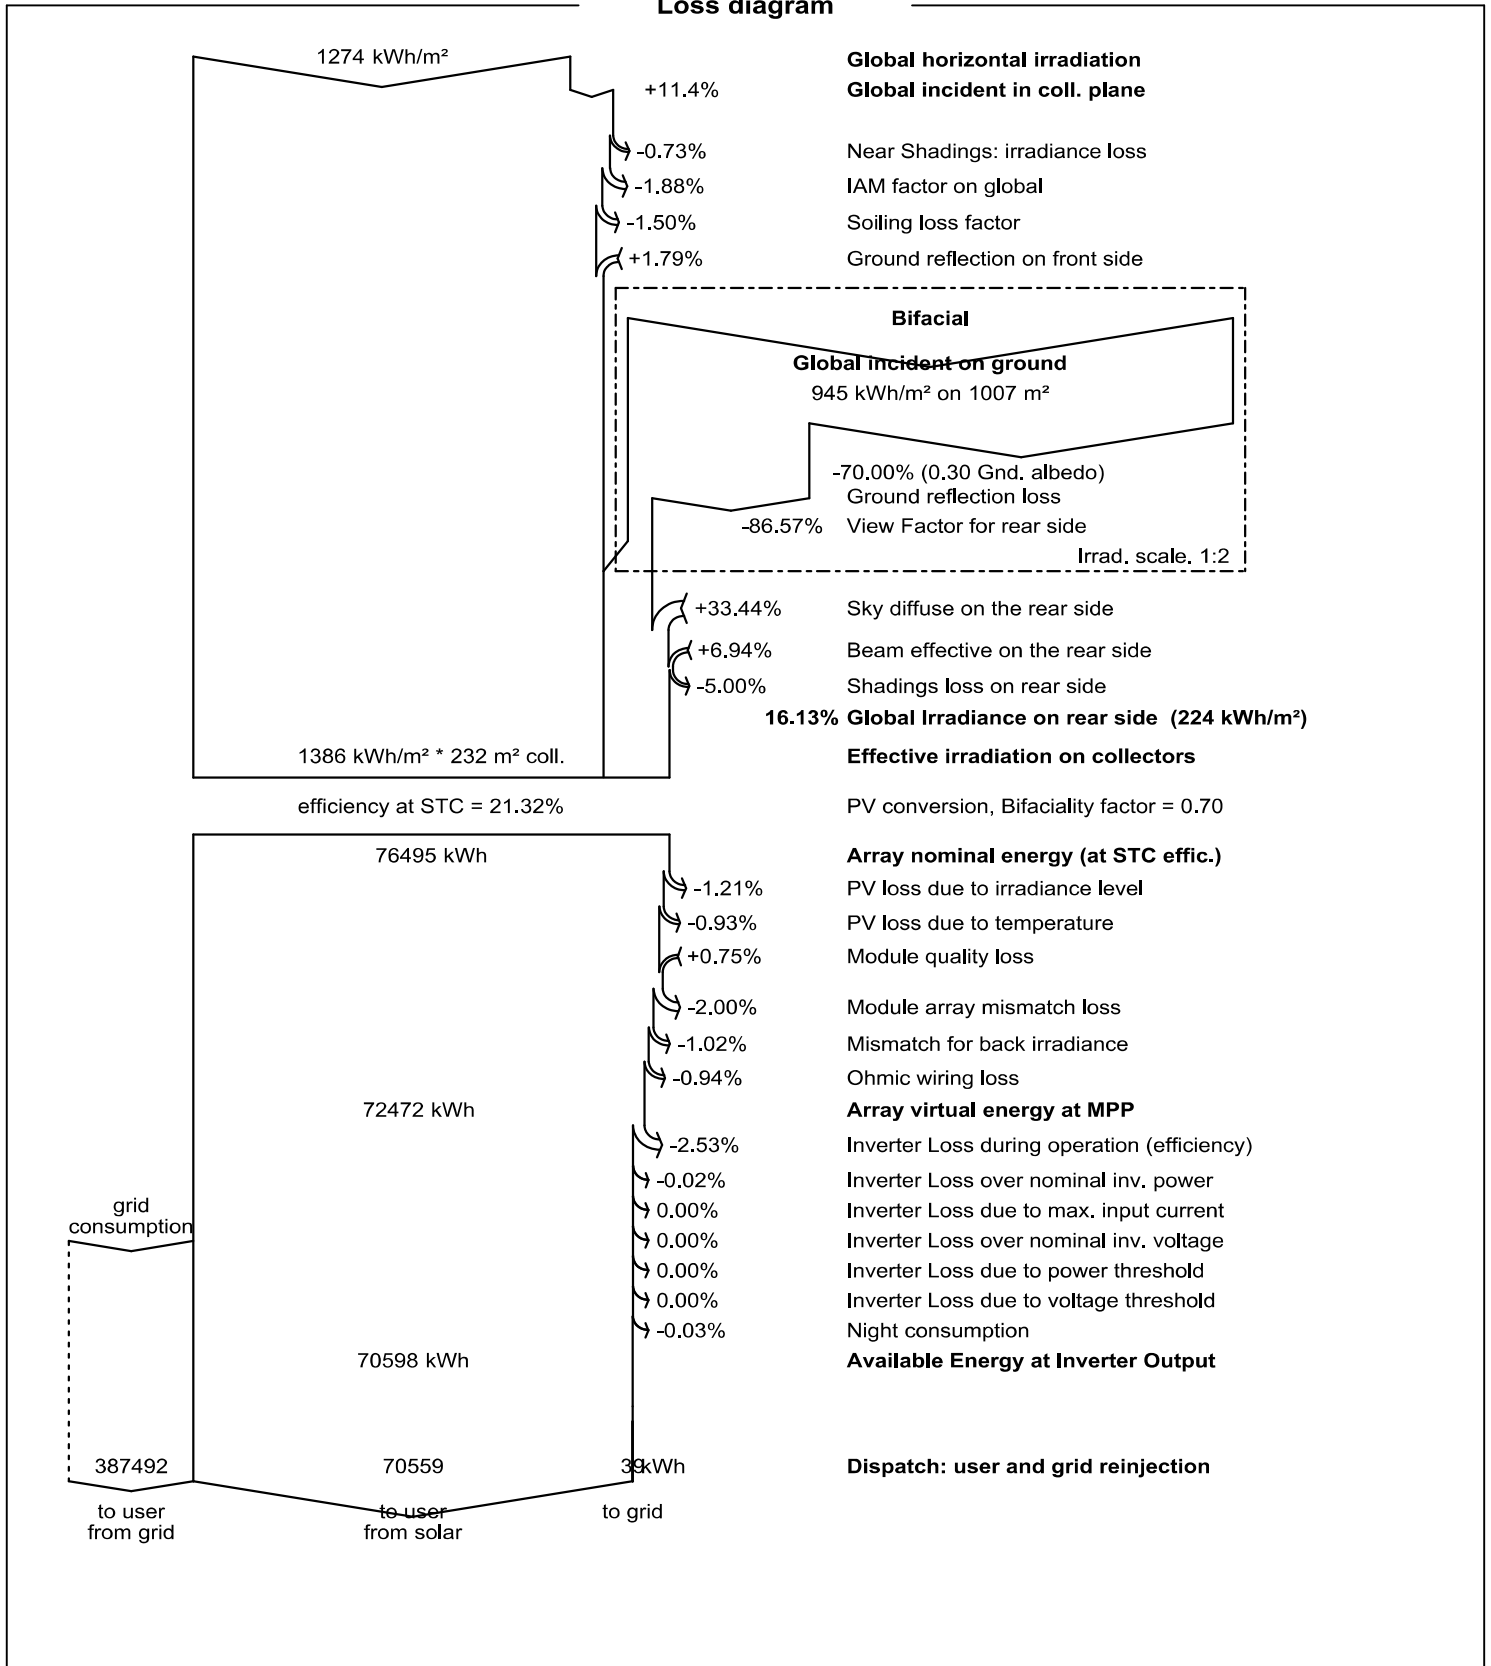 Loss diagram
1274 kWh/m² Global horizontal irradiation
+11.4% Global incident in coll. plane
-0.73% Near Shadings: irradiance loss
-1.88% IAM factor on global
-1.50% Soiling loss factor
+1.79% Ground reflection on front side
Bifacial
Global incident on ground
945 kWh/m² on 1007 m²
-70.00% (0.30 Gnd. albedo)
Ground reflection loss
-86.57% View Factor for rear side
Irrad. scale. 1:2
+33.44% Sky diffuse on the rear side
+6.94% Beam effective on the rear side
-5.00% Shadings loss on rear side
16.13% Global Irradiance on rear side (224 kWh/m²)
1386 kWh/m² * 232 m² coll. Effective irradiation on collectors
efficiency at STC = 21.32% PV conversion, Bifaciality factor = 0.70
76495 kWh Array nominal energy (at STC effic.)
-1.21% PV loss due to irradiance level
-0.93% PV loss due to temperature
+0.75% Module quality loss
-2.00% Module array mismatch loss
-1.02% Mismatch for back irradiance
-0.94% Ohmic wiring loss
72472 kWh Array virtual energy at MPP
-2.53% Inverter Loss during operation (efficiency)
-0.02% Inverter Loss over nominal inv. power
0.00% Inverter Loss due to max. input current
0.00% Inverter Loss over nominal inv. voltage
0.00% Inverter Loss due to power threshold
0.00% Inverter Loss due to voltage threshold
-0.03% Night consumption
grid
consumption
70598 kWh Available Energy at Inverter Output
387492 70559 39 kWh Dispatch: user and grid reinjection
to user to user to grid
from grid from solar